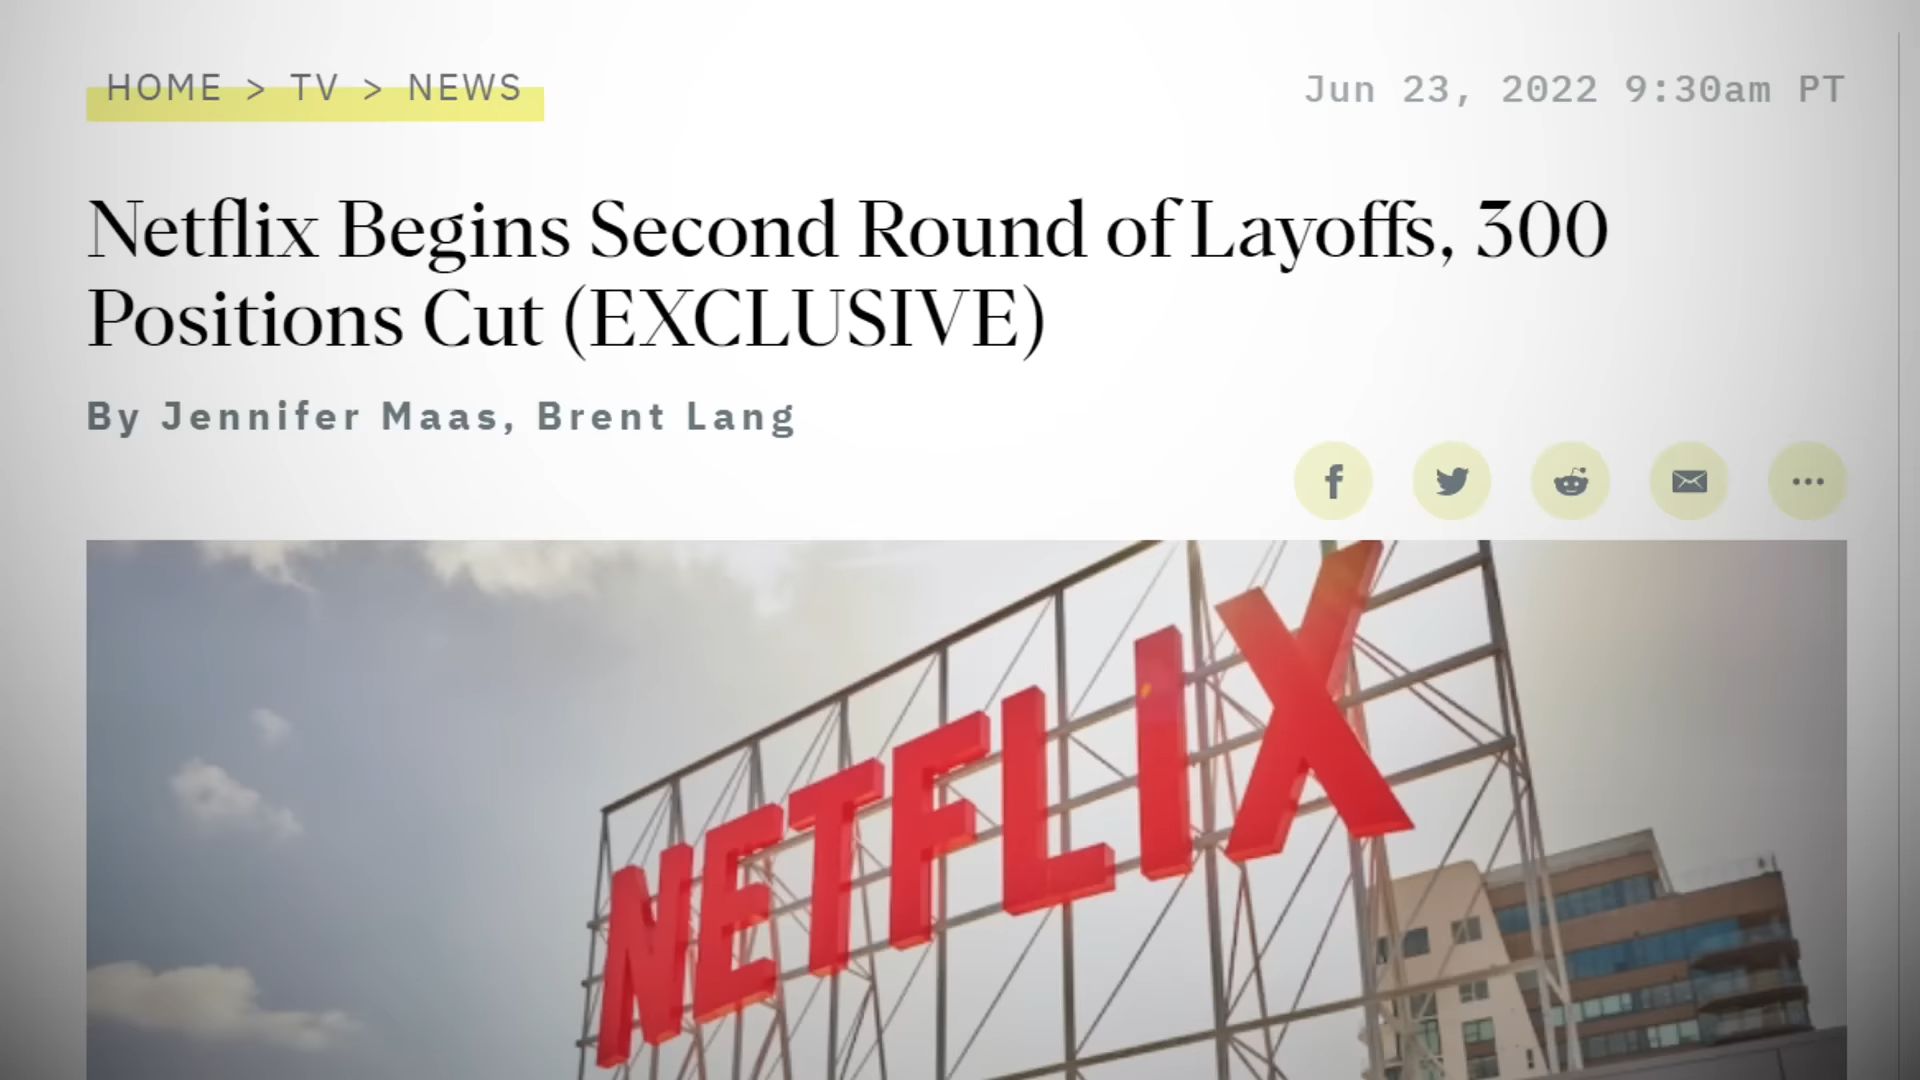 HOME > TV > NEWS
Jun 23, 2022 9:30am PT
Netflix Begins Second Round of Layoffs, 300
Positions Cut (EXCLUSIVE)
By Jennifer Maas, Brent Lang
NETFLIX